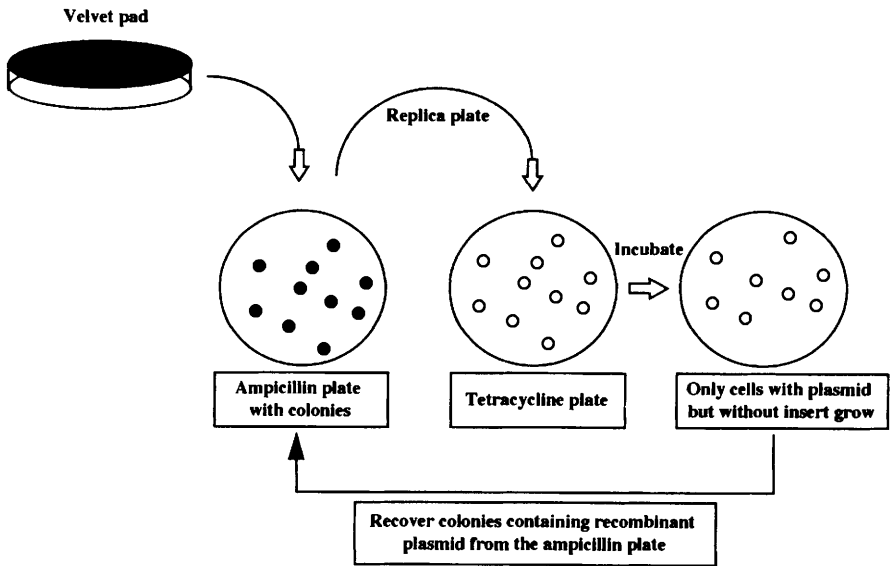 Velvet pad
Replica plate
Incubate
Ampicillin plate
with colonies
Tetracycline plate
Only cells with plasmid
but without insert grow
Recover colonies containing recombinant
plasmid from the ampicillin plate